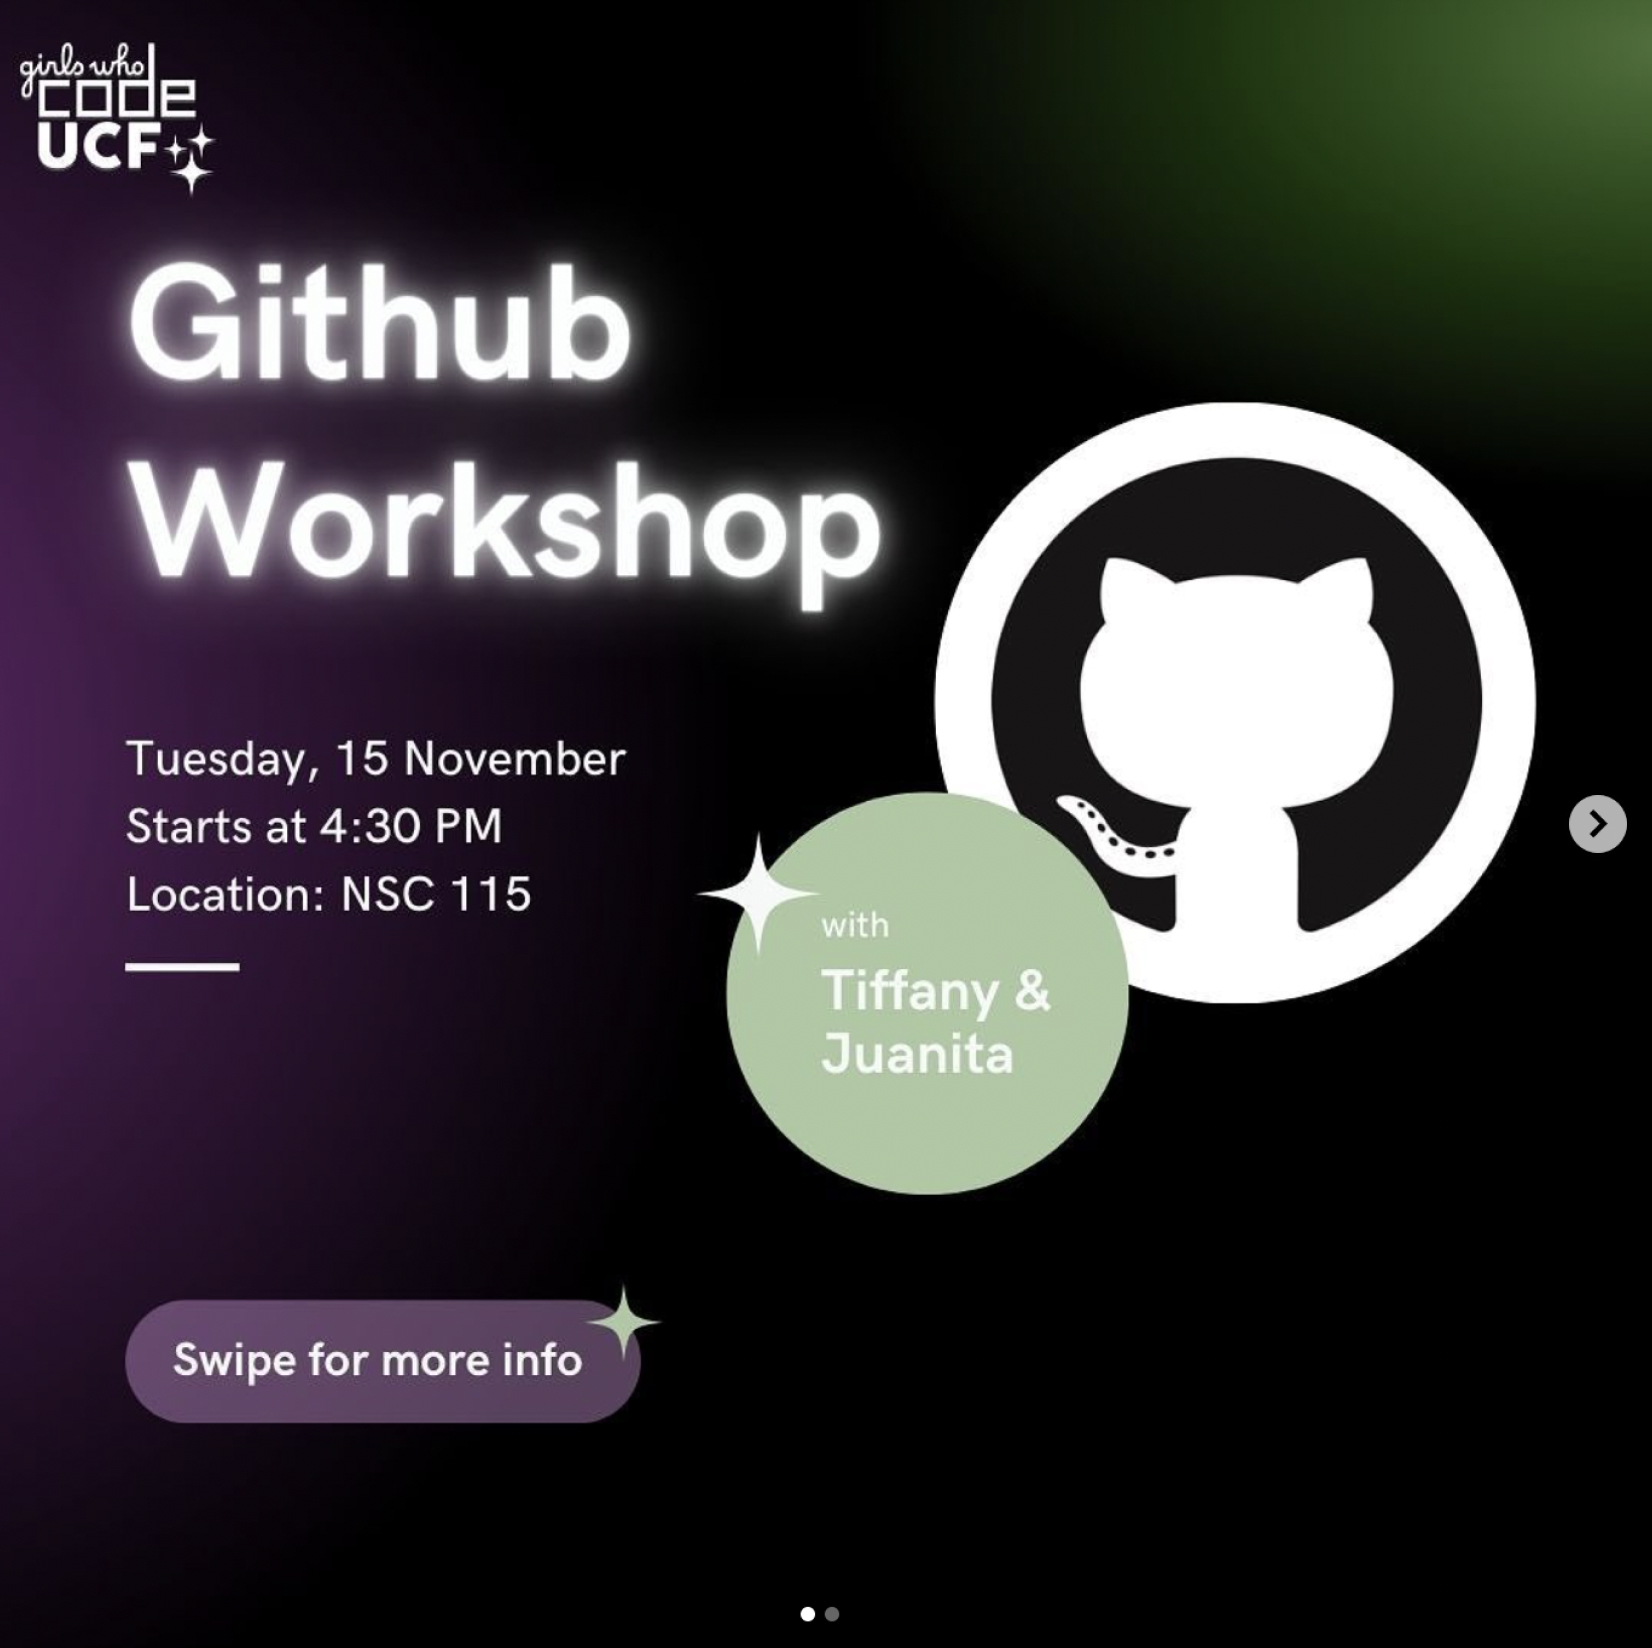 girls who
code
UCF
Github
Workshop
Tuesday, 15 November
Starts at 4:30 PM
Location: NSC 115
with
Tiffany &
Juanita
Swipe for more info